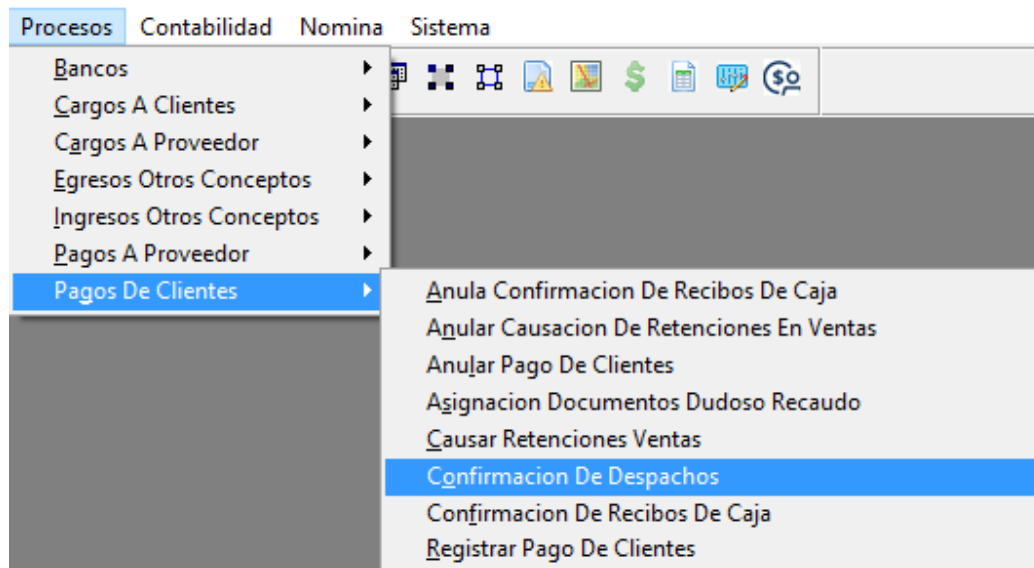 Procesos Contabilidad Nomina Sistema
Bancos
Cargos A Clientes
Cargos A Proveedor
Egresos Otros Conceptos
Ingresos Otros Conceptos
Pagos A Proveedor
Pagos De Clientes
Anula Confirmacion De Recibos De Caja
Anular Causacion De Retenciones En Ventas
Anular Pago De Clientes
Asignacion Documentos Dudoso Recaudo
Causar Retenciones Ventas
Confirmacion De Despachos
Confirmacion De Recibos De Caja
Registrar Pago De Clientes